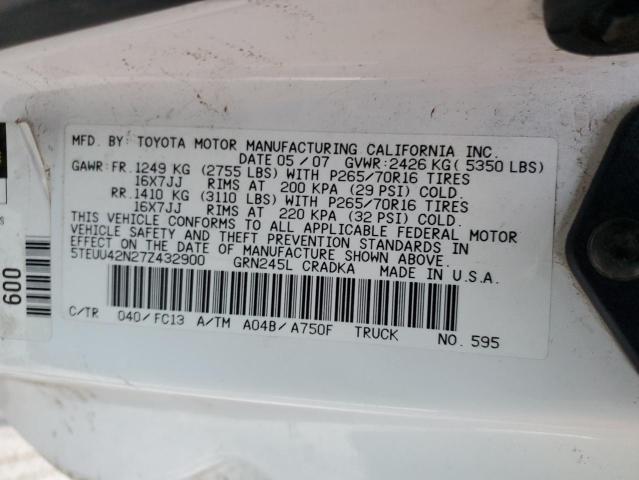 MFD. BY: TOYOTA MOTOR MANUFACTURING CALIFORNIA INC.
DATE 05 / 07 GVWR: 2426 KG( 5350 LBS)
GAWR: FR. 1249 KG (2755 LBS) WITH P265/70R16 TIRES
16X7JJ RIMS AT 200 KPA (29 PSI) COLD.
RR. 1410 KG (3110 LBS) WITH P265/70R16 TIRES
16X7JJ RIMS AT 220 KPA (32 PSI) COLD.
THIS VEHICLE CONFORMS TO ALL APPLICABLE FEDERAL MOTOR
VEHICLE SAFETY AND THEFT PREVENTION STANDARDS IN
EFFECT ON THE DATE OF MANUFACTURE SHOWN ABOVE.
5TEUU42N27Z432900 GRN245L CRADKA MADE IN U.S.A.
C/TR 040/FC13 A/TM A04B/A750F TRUCK NO. 595
600